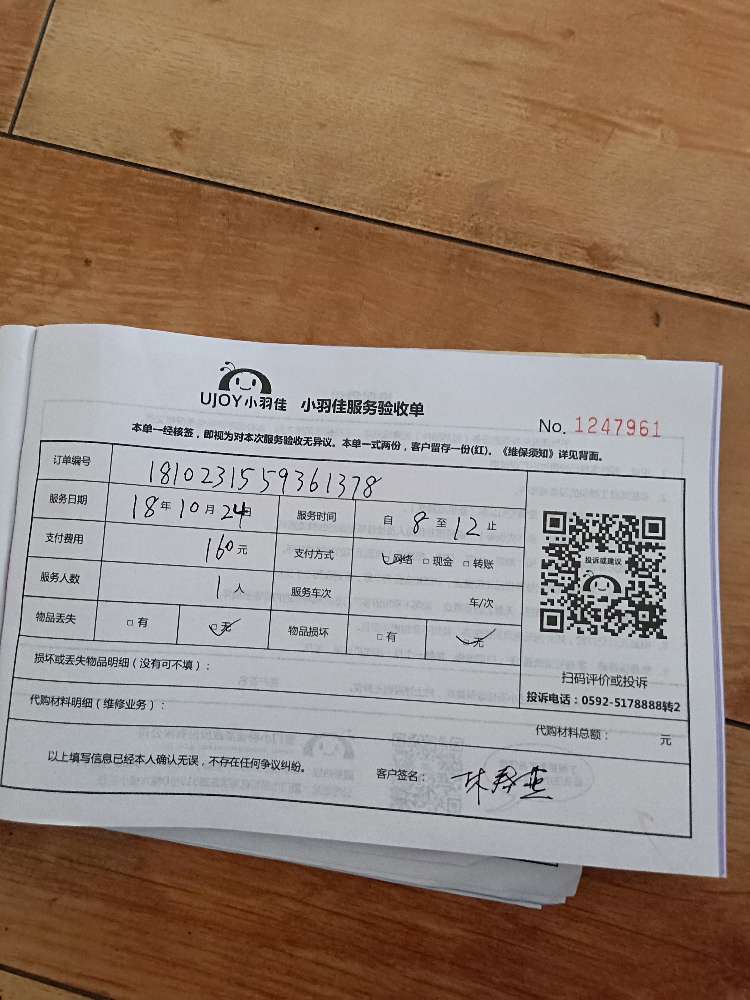 UJOY小羽佳 小羽佳服务验收单
No. 1247961
本单一经核签，即视为对本次服务验收无异议。本单一式两份，客户留存一份(红)。《维保须知》详见背面。
订单编号 1810231559361378
服务日期 18年10月24日 服务时间 自8至12止
支付费用 160元 支付方式 □网络 □现金 □转账
服务人数 1人 服务车次 车/次
物品丢失 □有 □无 物品损坏 □有 □无
投诉或建议
扫码评价或投诉
投诉电话：0592-5178888转2
损坏或丢失物品明细（没有可不填）：
代购材料明细（维修业务）：
代购材料总额： 元
以上填写信息已经本人确认无误，不存在任何争议纠纷。 客户签名：